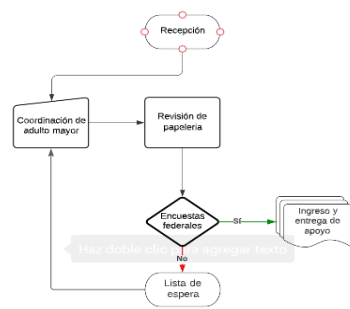 Recepción
Coordinación de
adulto mayor
Revisión de
papelería
Encuestas
federales
Sí
Ingreso y
entrega de
apoyo
Haz doble clic para agregar texto
No
Lista de
espera